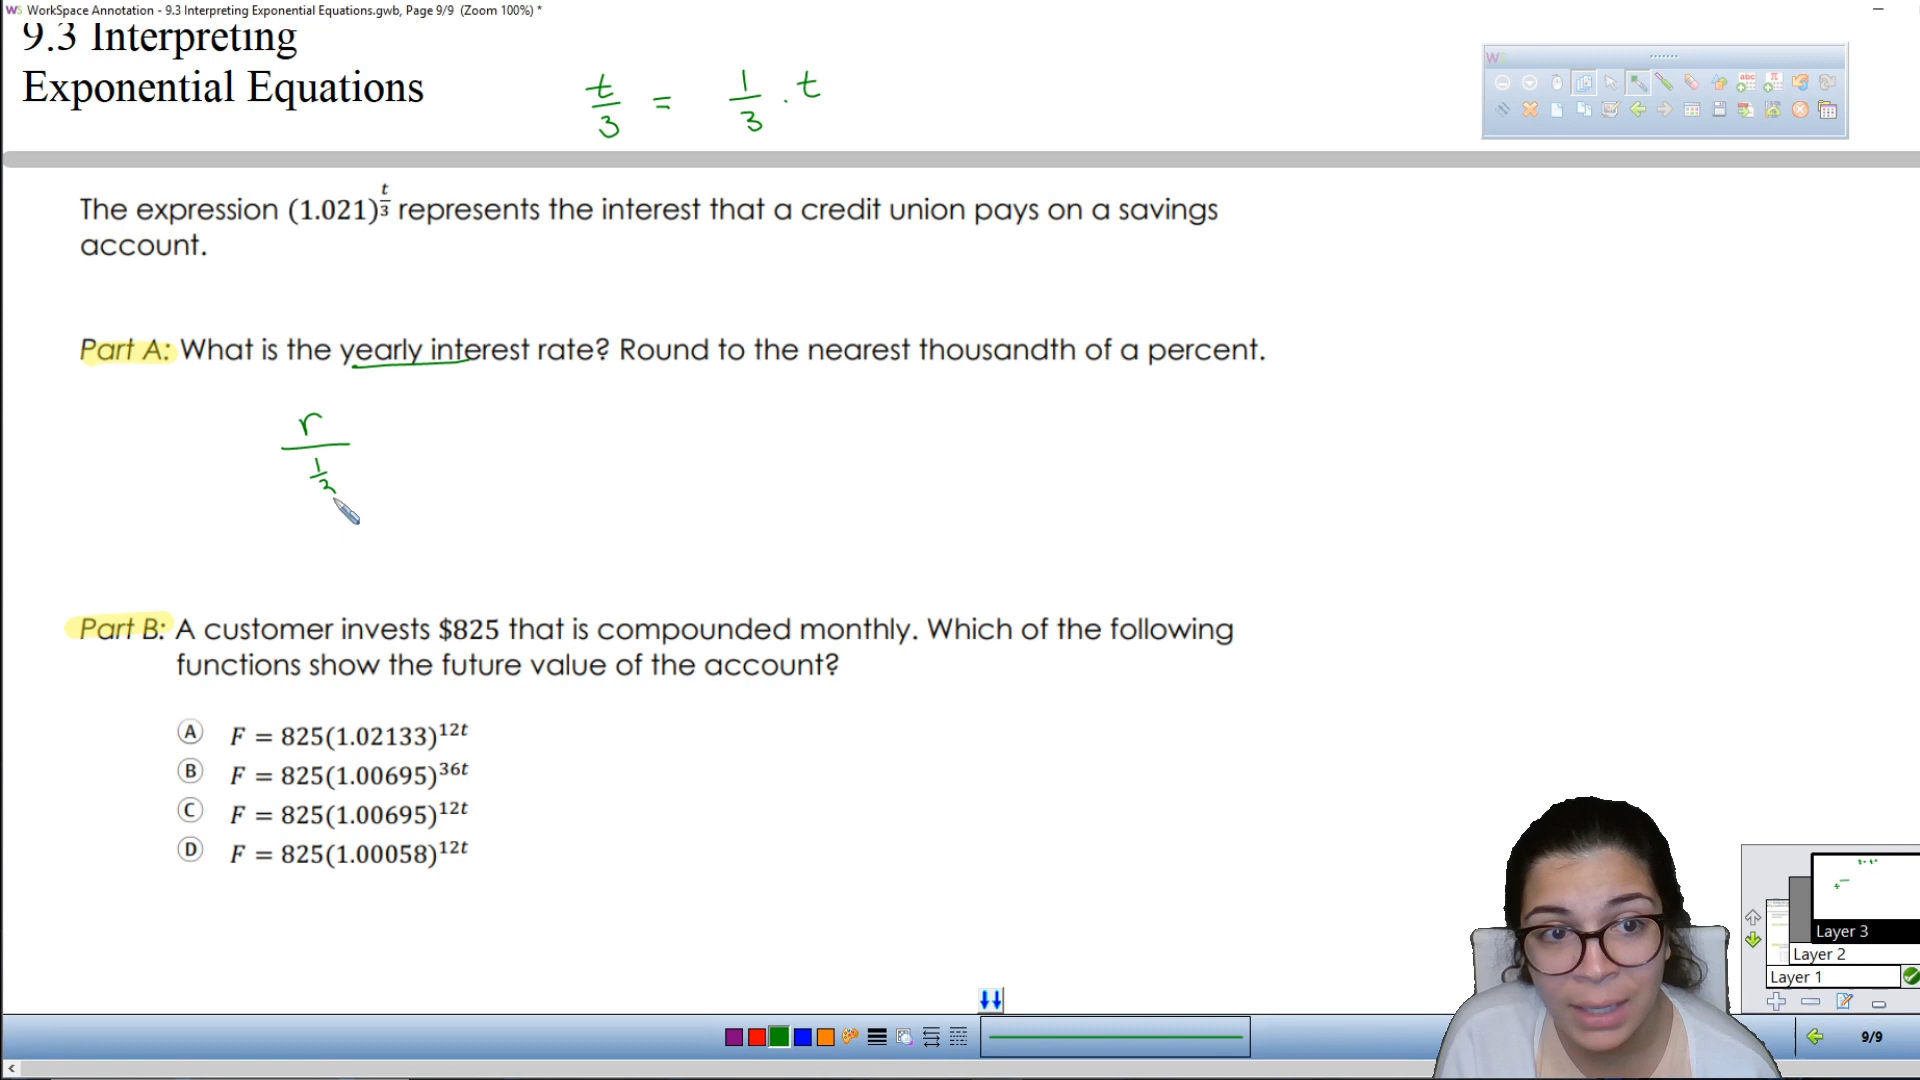 WorkSpace Annotation - 9.3 Interpreting Exponential Equations.gwb, Page 9/9 (Zoom 100%) *
9.3 Interpreting
Exponential Equations
t/3 = 1/3 . t
The expression (1.021)^(t/3) represents the interest that a credit union pays on a savings
account.
Part A: What is the yearly interest rate? Round to the nearest thousandth of a percent.
r
Part B: A customer invests $825 that is compounded monthly. Which of the following
functions show the future value of the account?
A F = 825(1.02133)^12t
B F = 825(1.00695)^36t
C F = 825(1.00695)^12t
D F = 825(1.00058)^12t
Layer 3
Layer 2
Layer 1
9/9